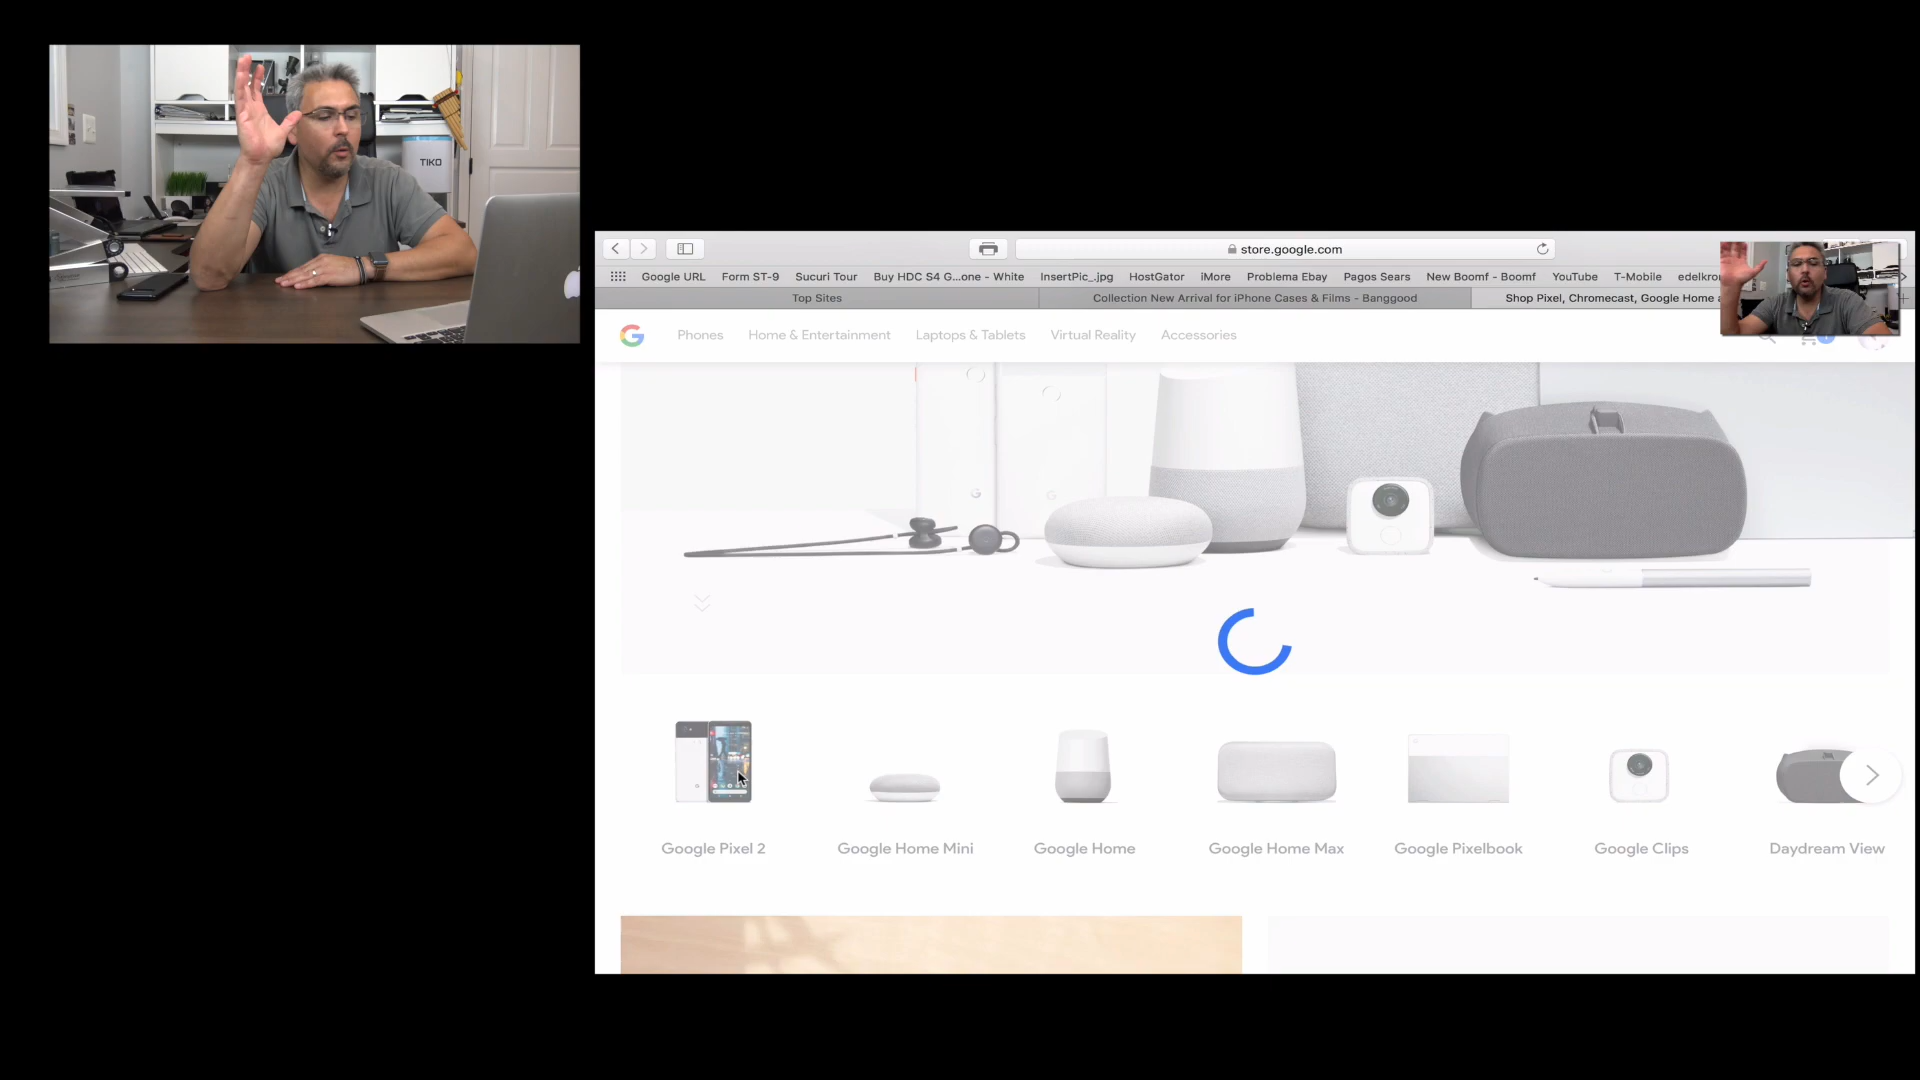 TIKO
store.google.com
Google URL Form ST-9 Sucuri Tour Buy HDC S4 G...one - White InsertPic_.jpg HostGator iMore Problema Ebay Pagos Sears New Boomf - Boomf YouTube T-Mobile edelkro
Top Sites Collection New Arrival for iPhone Cases & Films - Banggood Shop Pixel, Chromecast, Google Home a
Phones Home & Entertainment Laptops & Tablets Virtual Reality Accessories
Google Pixel 2 Google Home Mini Google Home Google Home Max Google Pixelbook Google Clips Daydream View